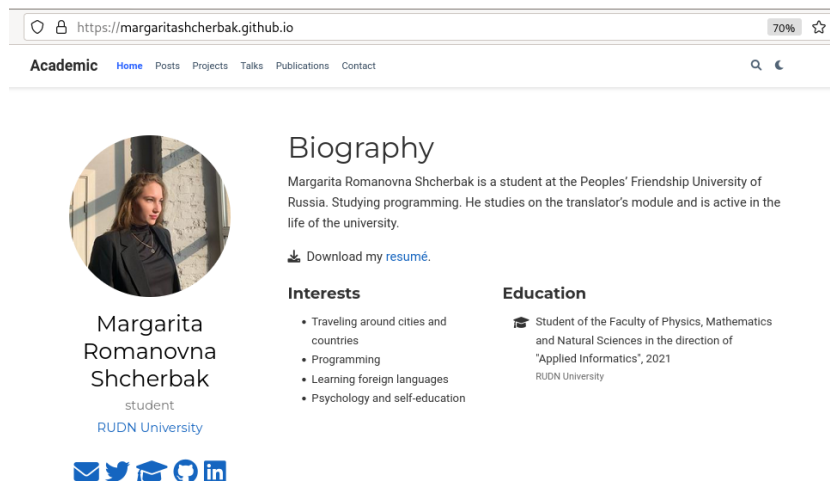 https://margaritashcherbak.github.io
70%
Academic Home Posts Projects Talks Publications Contact
Biography
Margarita Romanovna Shcherbak is a student at the Peoples’ Friendship University of
Russia. Studying programming. He studies on the translator’s module and is active in the
life of the university.
Download my resumé.
Interests
Traveling around cities and
countries
Programming
Learning foreign languages
Psychology and self-education
Education
Student of the Faculty of Physics, Mathematics
and Natural Sciences in the direction of
"Applied Informatics", 2021
RUDN University
Margarita
Romanovna
Shcherbak
student
RUDN University
in